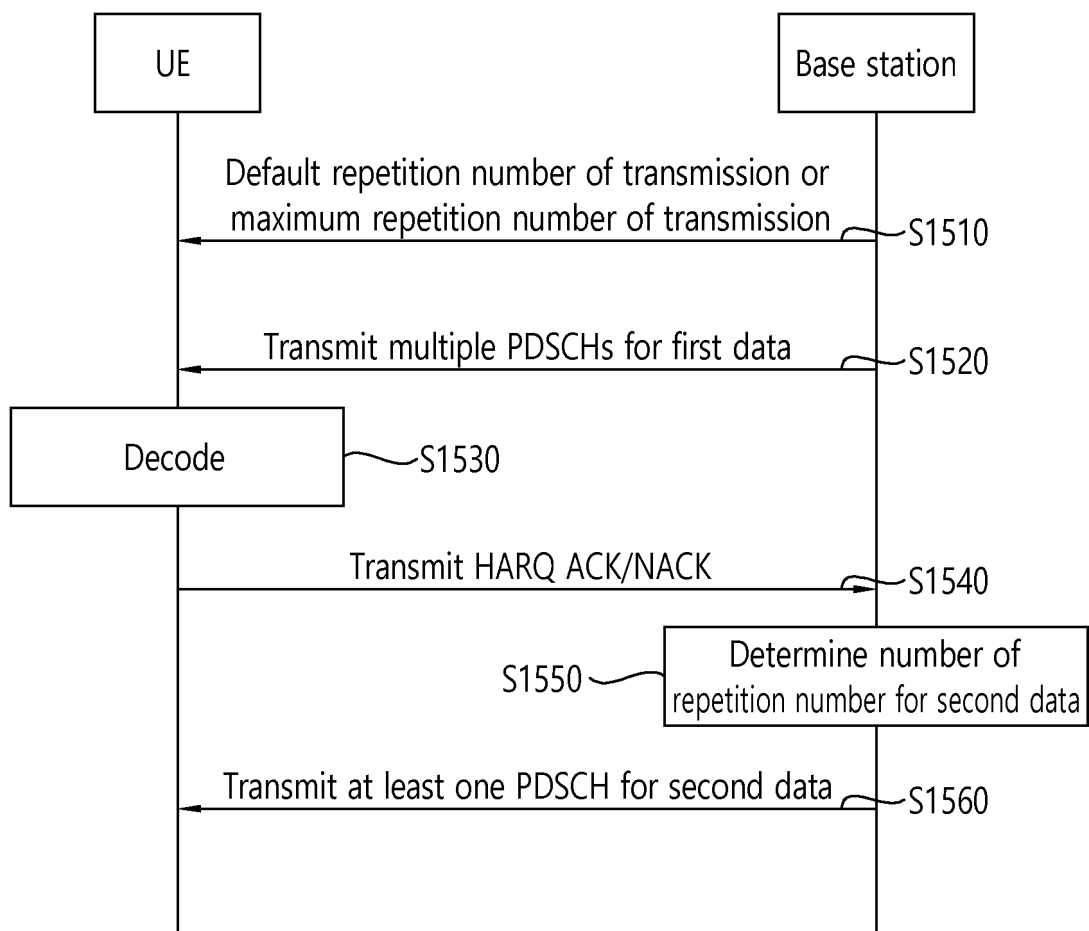 UE
Base station
Default repetition number of transmission or
maximum repetition number of transmission
S1510
Transmit multiple PDSCHs for first data
S1520
Decode
S1530
Transmit HARQ ACK/NACK
S1540
Determine number of
repetition number for second data
S1550
Transmit at least one PDSCH for second data
S1560